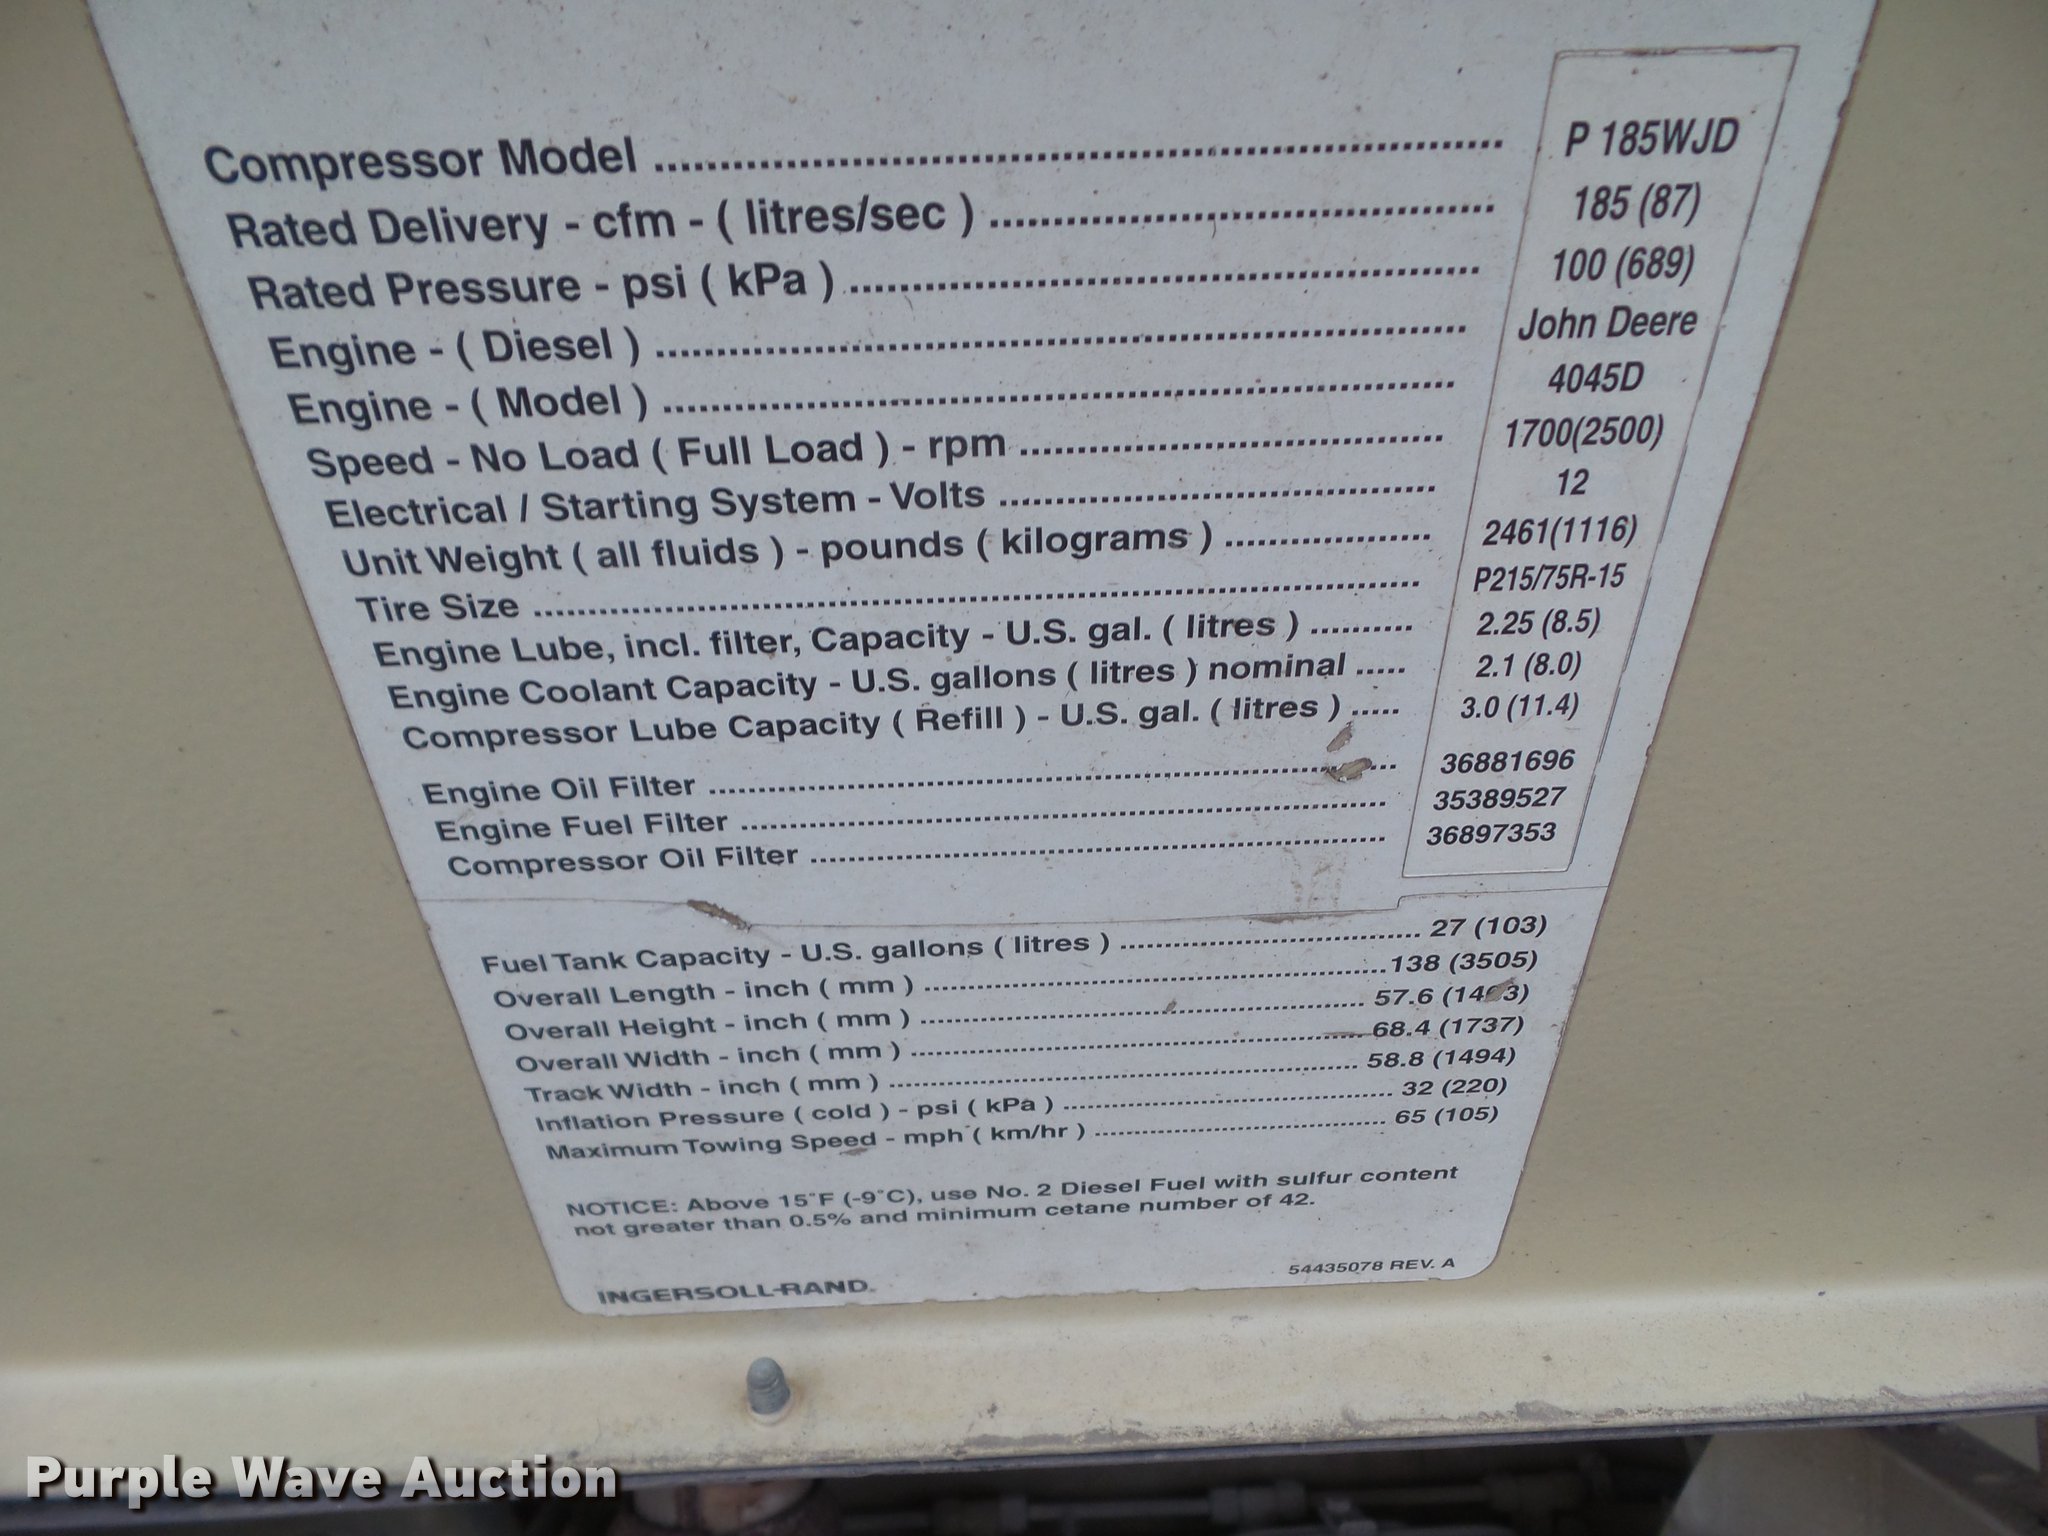 Compressor Model ........ P 185WJD
Rated Delivery - cfm - ( litres/sec ) ........ 185 (87)
Rated Pressure - psi ( kPa ) ........ 100 (689)
Engine - ( Diesel ) ........ John Deere
Engine - ( Model ) ........ 4045D
Speed - No Load ( Full Load ) - rpm ........ 1700(2500)
Electrical / Starting System - Volts ........ 12
Unit Weight ( all fluids ) - pounds ( kilograms ) ........ 2461(1116)
Tire Size ........ P215/75R-15
Engine Lube, incl. filter, Capacity - U.S. gal. ( litres ) ........ 2.25 (8.5)
Engine Coolant Capacity - U.S. gallons ( litres ) nominal ..... 2.1 (8.0)
Compressor Lube Capacity ( Refill ) - U.S. gal. ( litres ) ..... 3.0 (11.4)
Engine Oil Filter ........ 36881696
Engine Fuel Filter ........ 35389527
Compressor Oil Filter ........ 36897353
Fuel Tank Capacity - U.S. gallons ( litres ) ........ 27 (103)
Overall Length - inch ( mm ) ........ 138 (3505)
Overall Height - inch ( mm ) ........ 57.6
Overall Width - inch ( mm ) ........ 68.4 (1737)
Track Width - inch ( mm ) ........ 58.8 (1494)
Inflation Pressure ( cold ) - psi ( kPa ) ........ 32 (220)
Maximum Towing Speed - mph ( km/hr ) ........ 65 (105)
NOTICE: Above 15°F (-9°C), use No. 2 Diesel Fuel with sulfur content
not greater than 0.5% and minimum cetane number of 42.
54435078 REV. A
INGERSOLL-RAND.
Purple Wave Auction